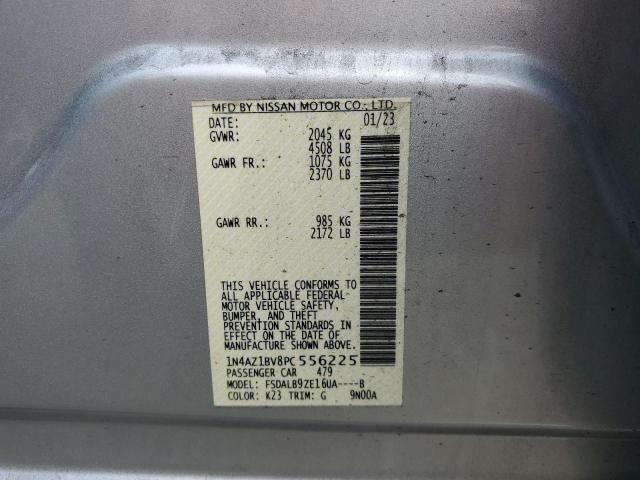 MFD BY NISSAN MOTOR CO., LTD.
DATE: 01/23
GVWR: 2045 KG
4508 LB
GAWR FR.: 1075 KG
2370 LB
GAWR RR.: 985 KG
2172 LB
THIS VEHICLE CONFORMS TO
ALL APPLICABLE FEDERAL
MOTOR VEHICLE SAFETY,
BUMPER, AND THEFT
PREVENTION STANDARDS IN
EFFECT ON THE DATE OF
MANUFACTURE SHOWN ABOVE.
1N4AZ1BV8PC556225
PASSENGER CAR 479
MODEL: FSDALB9ZE16UA----B
COLOR: K23 TRIM: G 9N00A